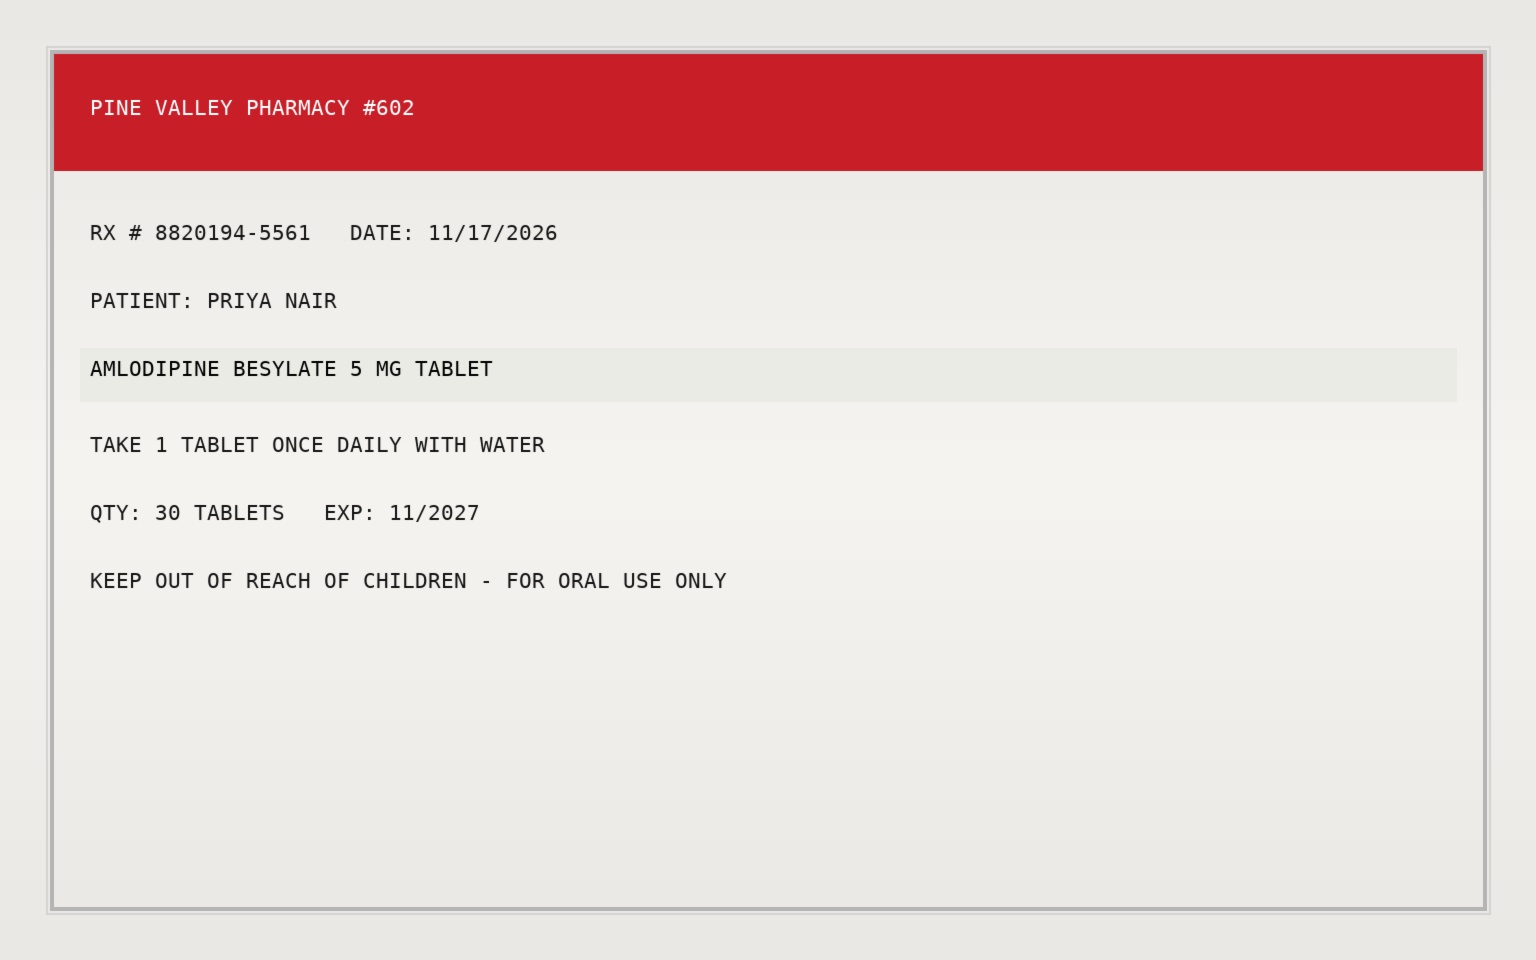 PINE VALLEY PHARMACY #602
RX # 8820194-5561   DATE: 11/17/2026
PATIENT: PRIYA NAIR
AMLODIPINE BESYLATE 5 MG TABLET
TAKE 1 TABLET ONCE DAILY WITH WATER
QTY: 30 TABLETS   EXP: 11/2027
KEEP OUT OF REACH OF CHILDREN - FOR ORAL USE ONLY